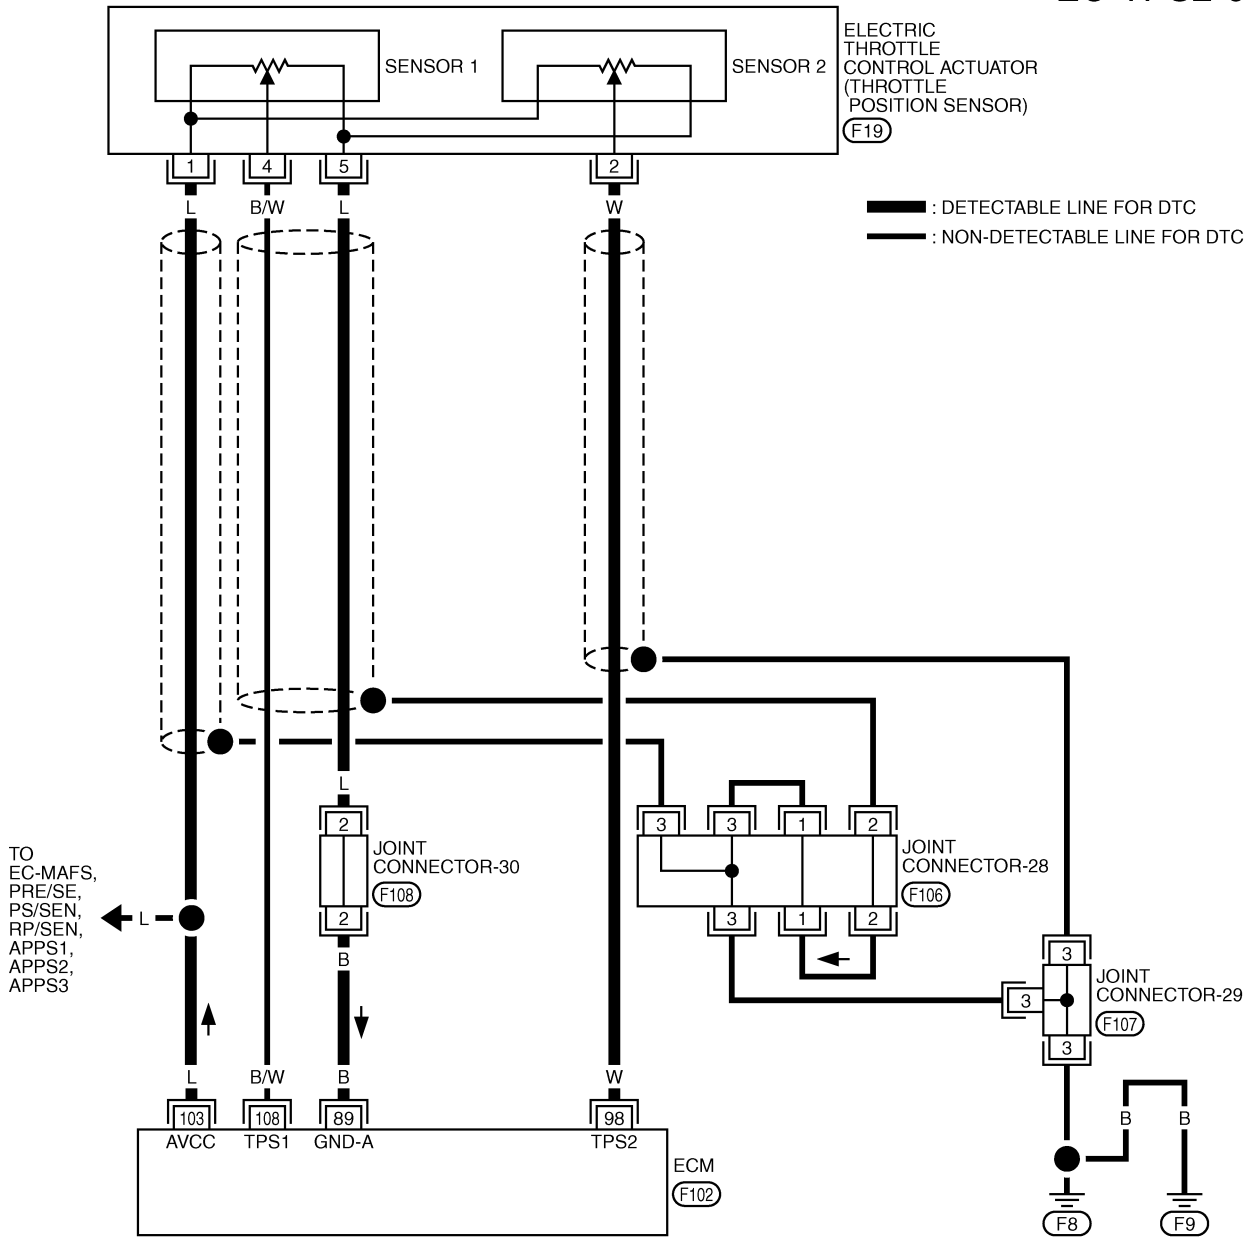 SENSOR 1
SENSOR 2
ELECTRIC
THROTTLE
CONTROL ACTUATOR
(THROTTLE
POSITION SENSOR)
F19
1
4
5
2
L
B/W
L
W
: DETECTABLE LINE FOR DTC
: NON-DETECTABLE LINE FOR DTC
L
2
JOINT
CONNECTOR-30
F108
2
B
3
3
1
2
JOINT
CONNECTOR-28
F106
3
1
2
TO
EC-MAFS,
PRE/SE,
PS/SEN,
RP/SEN,
APPS1,
APPS2,
APPS3
L
3
3
JOINT
CONNECTOR-29
F107
3
L
B/W
B
W
103
108
89
98
AVCC
TPS1
GND-A
TPS2
ECM
F102
B
B
F8
F9